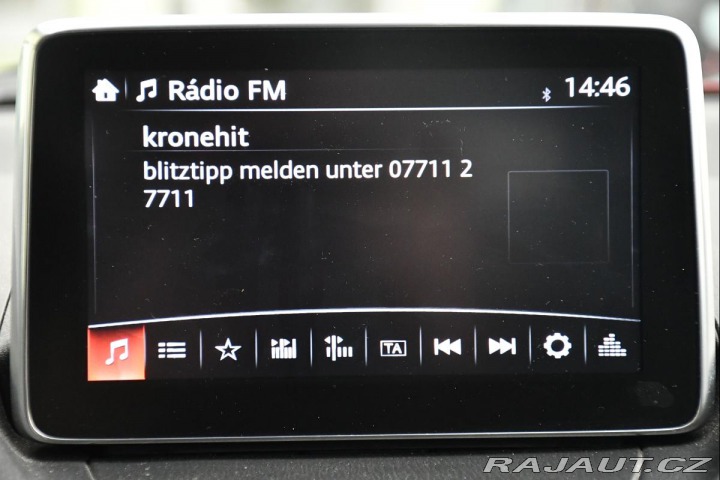 Rádio FM
14:46
kronehit
blitztipp melden unter 07711 2
7711
TA
RAJAUT.CZ